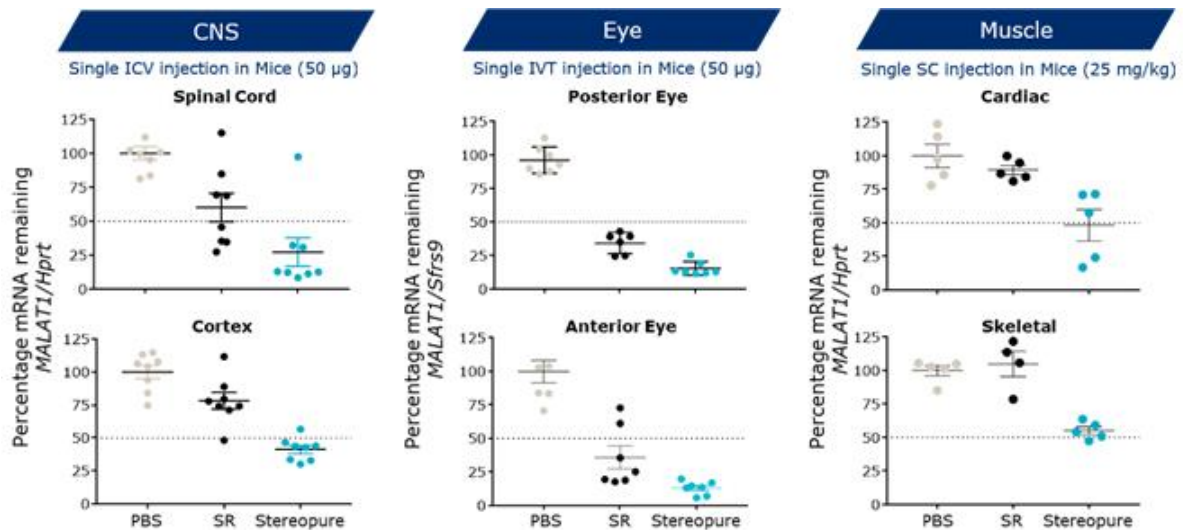 CNS
Single ICV injection in Mice (50 µg)
Spinal Cord
Percentage mRNA remaining
MALAT1/Hprt
125
100
75
50
25
0
Cortex
125
100
75
50
25
0
PBS SR Stereopure
Eye
Single IVT injection in Mice (50 µg)
Posterior Eye
Percentage mRNA remaining
MALAT1/Sfrs9
125
100
75
50
25
0
Anterior Eye
125
100
75
50
25
0
PBS SR Stereopure
Muscle
Single SC injection in Mice (25 mg/kg)
Cardiac
Percentage mRNA remaining
MALAT1/Hprt
125
100
75
50
25
0
Skeletal
125
100
75
50
25
0
PBS SR Stereopure